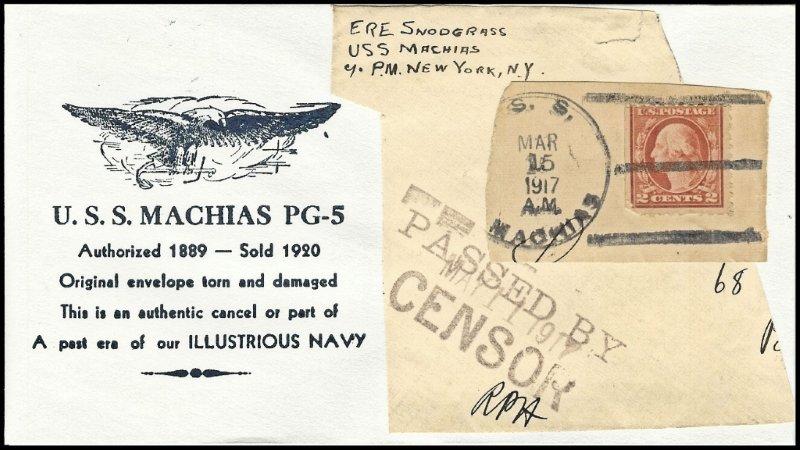 ERE SNODGRASS
USS MACHIAS
% P.M. NEW YORK, N.Y.
U.S.S. MACHIAS PG-5
Authorized 1889 — Sold 1920
Original envelope torn and damaged
This is an authentic cancel or part of
A past era of our ILLUSTRIOUS NAVY
S. S.
MAR
15
1917
A.M.
MACHIAS
U.S. POSTAGE
2 CENTS 2
PASSED BY
1917
CENSOR
68
RPH